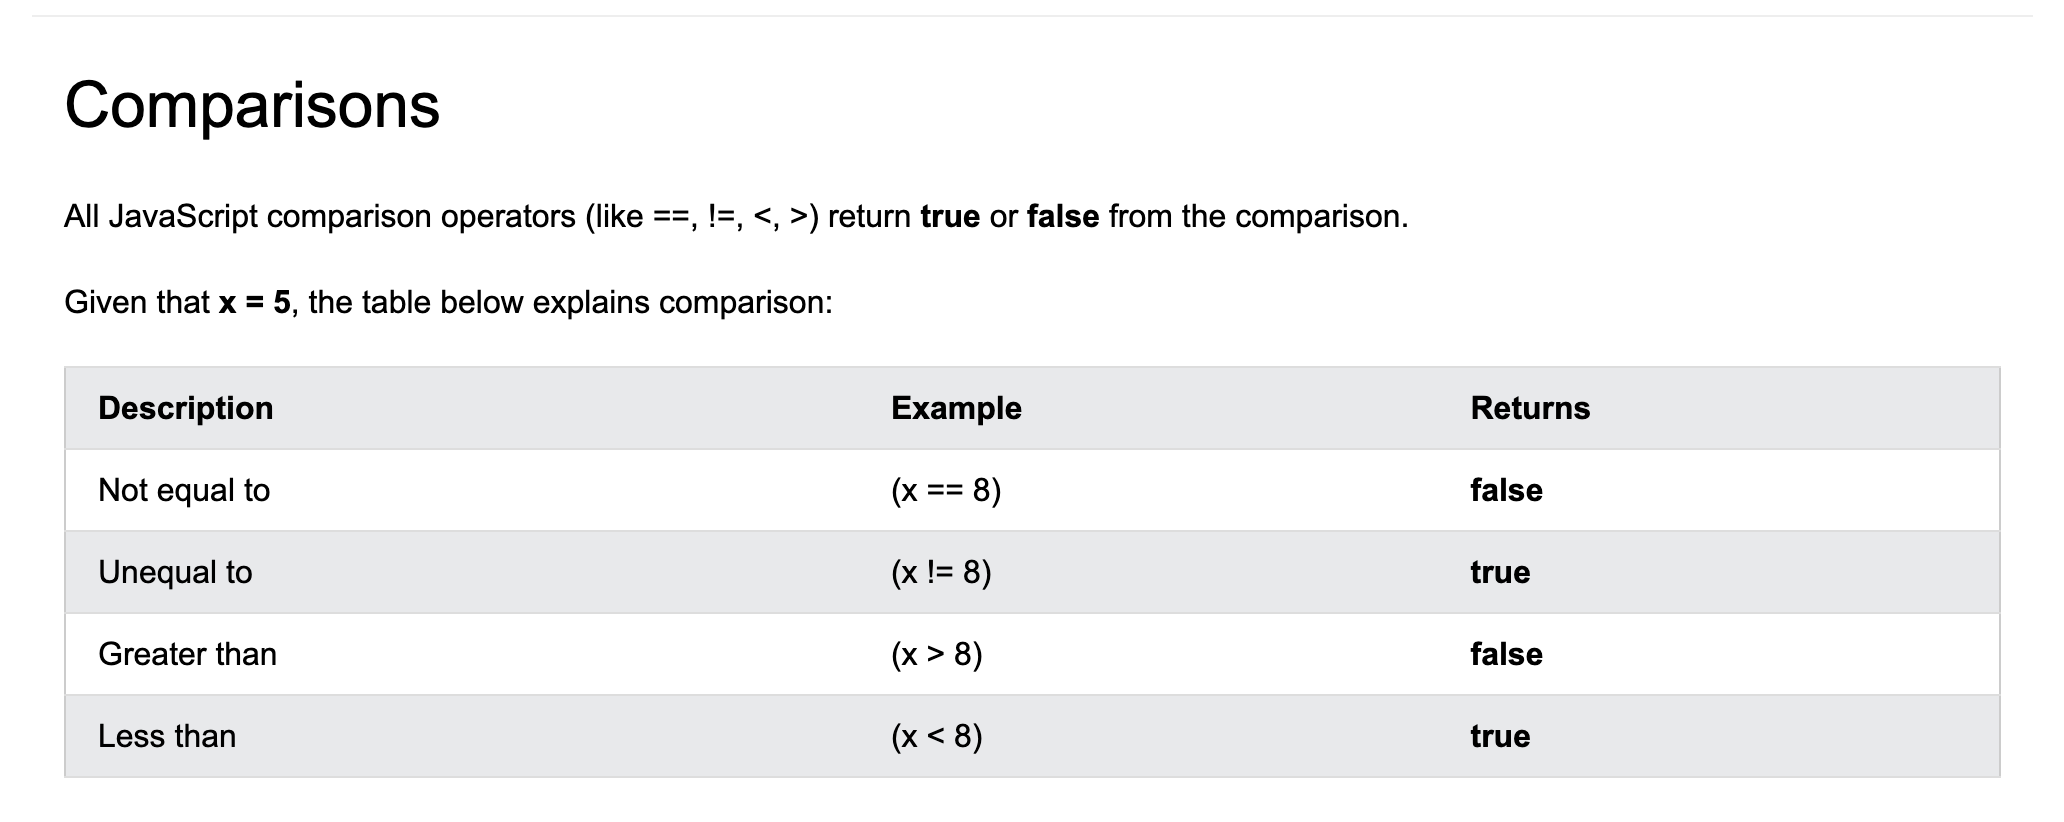 Comparisons
All JavaScript comparison operators (like ==, !=, <, >) return true or false from the comparison.
Given that x = 5, the table below explains comparison:
Description Example Returns
Not equal to (x == 8) false
Unequal to (x != 8) true
Greater than (x > 8) false
Less than (x < 8) true